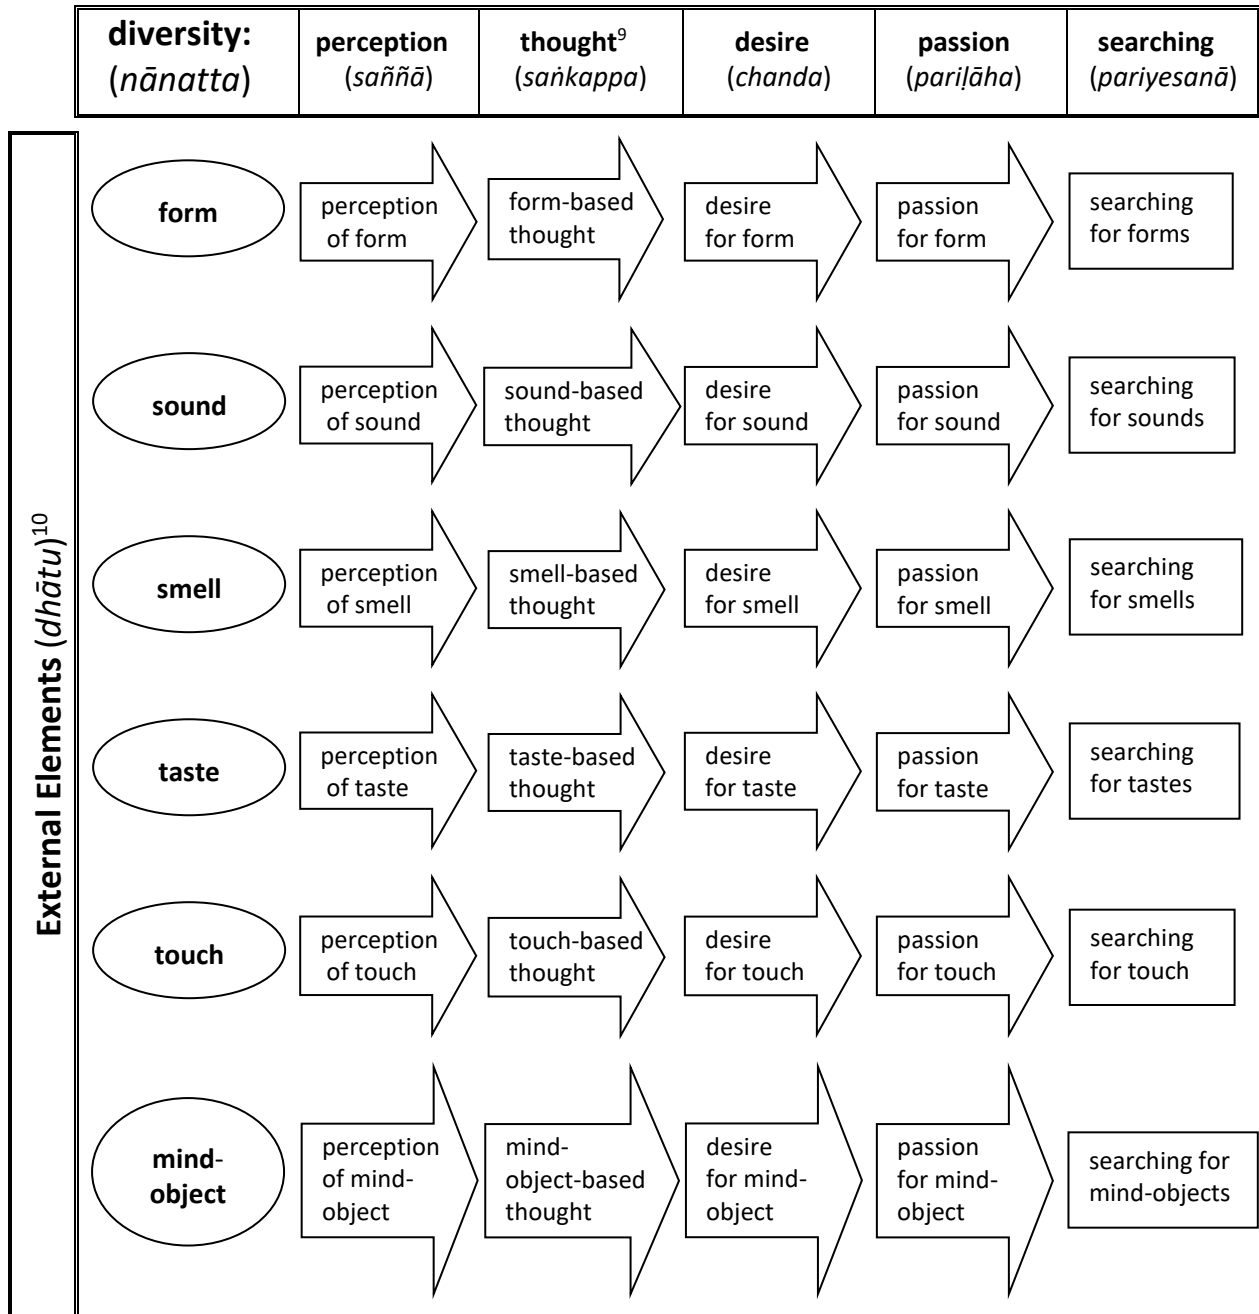 diversity:
(nānatta)
perception
(saññā)
thought⁹
(saṅkappa)
desire
(chanda)
passion
(pariḷāha)
searching
(pariyesanā)
External Elements (dhātu)¹⁰
form
perception
of form
form-based
thought
desire
for form
passion
for form
searching
for forms
sound
perception
of sound
sound-based
thought
desire
for sound
passion
for sound
searching
for sounds
smell
perception
of smell
smell-based
thought
desire
for smell
passion
for smell
searching
for smells
taste
perception
of taste
taste-based
thought
desire
for taste
passion
for taste
searching
for tastes
touch
perception
of touch
touch-based
thought
desire
for touch
passion
for touch
searching
for touch
mind-
object
perception
of mind-
object
mind-
object-based
thought
desire
for mind-
object
passion
for mind-
object
searching for
mind-objects